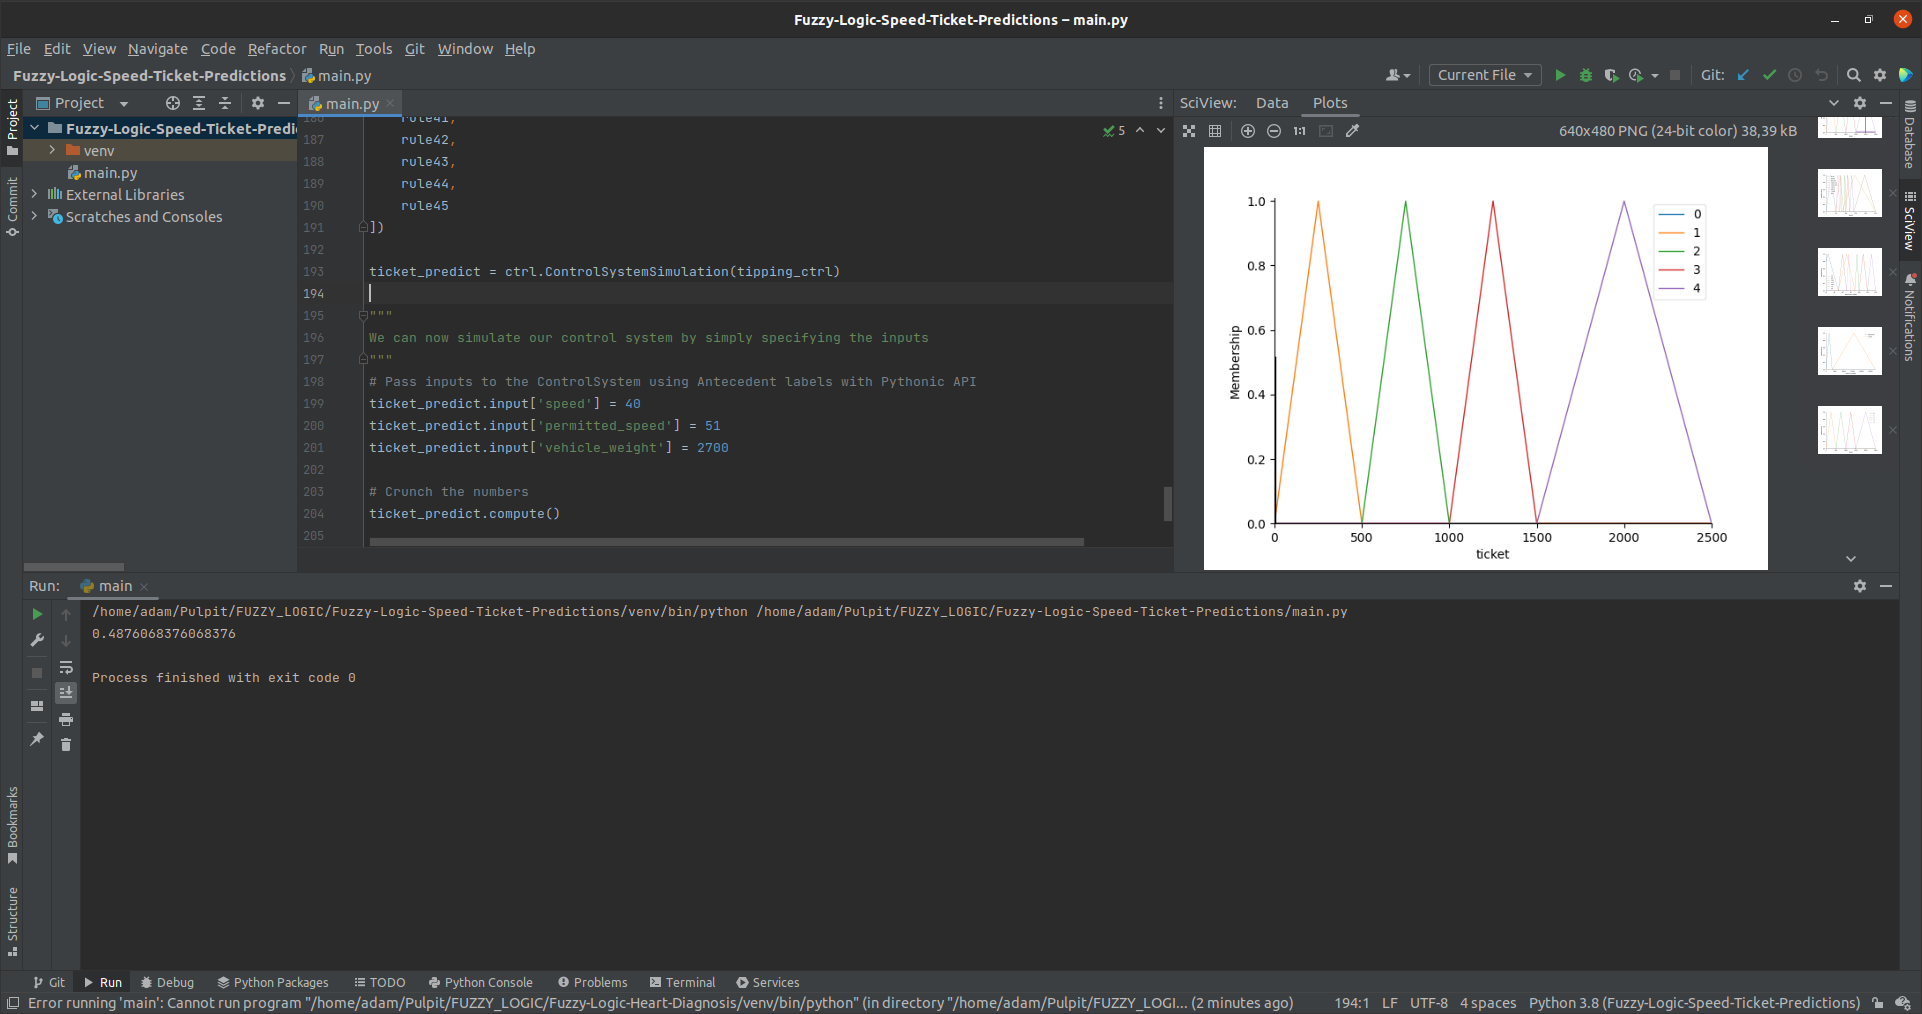 Fuzzy-Logic-Speed-Ticket-Predictions – main.py
File Edit View Navigate Code Refactor Run Tools Git Window Help
Fuzzy-Logic-Speed-Ticket-Predictions main.py
Current File
Git:
Project
main.py
SciView: Data Plots
Fuzzy-Logic-Speed-Ticket-Predi
venv
main.py
External Libraries
Scratches and Consoles
Project
Commit
Bookmarks
Structure
5
186 rule41,
187 rule42,
188 rule43,
189 rule44,
190 rule45
191 ])
192
193 ticket_predict = ctrl.ControlSystemSimulation(tipping_ctrl)
194
195 """
196 We can now simulate our control system by simply specifying the inputs
197 """
198 # Pass inputs to the ControlSystem using Antecedent labels with Pythonic API
199 ticket_predict.input['speed'] = 40
200 ticket_predict.input['permitted_speed'] = 51
201 ticket_predict.input['vehicle_weight'] = 2700
202
203 # Crunch the numbers
204 ticket_predict.compute()
205
1:1
640x480 PNG (24-bit color) 38,39 kB
1.0
0.8
0.6
0.4
0.2
0.0
Membership
0
1
2
3
4
0 500 1000 1500 2000 2500
ticket
Database
SciView
Notifications
Run: main
/home/adam/Pulpit/FUZZY_LOGIC/Fuzzy-Logic-Speed-Ticket-Predictions/venv/bin/python /home/adam/Pulpit/FUZZY_LOGIC/Fuzzy-Logic-Speed-Ticket-Predictions/main.py
0.4876068376068376
Process finished with exit code 0
Git Run Debug Python Packages TODO Python Console Problems Terminal Services
Error running 'main': Cannot run program "/home/adam/Pulpit/FUZZY_LOGIC/Fuzzy-Logic-Heart-Diagnosis/venv/bin/python" (in directory "/home/adam/Pulpit/FUZZY_LOGI... (2 minutes ago)
194:1 LF UTF-8 4 spaces Python 3.8 (Fuzzy-Logic-Speed-Ticket-Predictions)